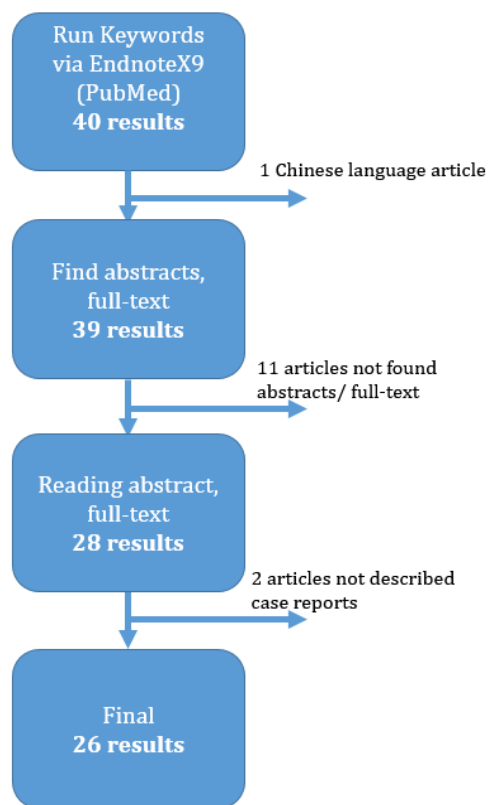 Run Keywords
via EndnoteX9
(PubMed)
40 results
1 Chinese language article
Find abstracts,
full-text
39 results
11 articles not found
abstracts/ full-text
Reading abstract,
full-text
28 results
2 articles not described
case reports
Final
26 results